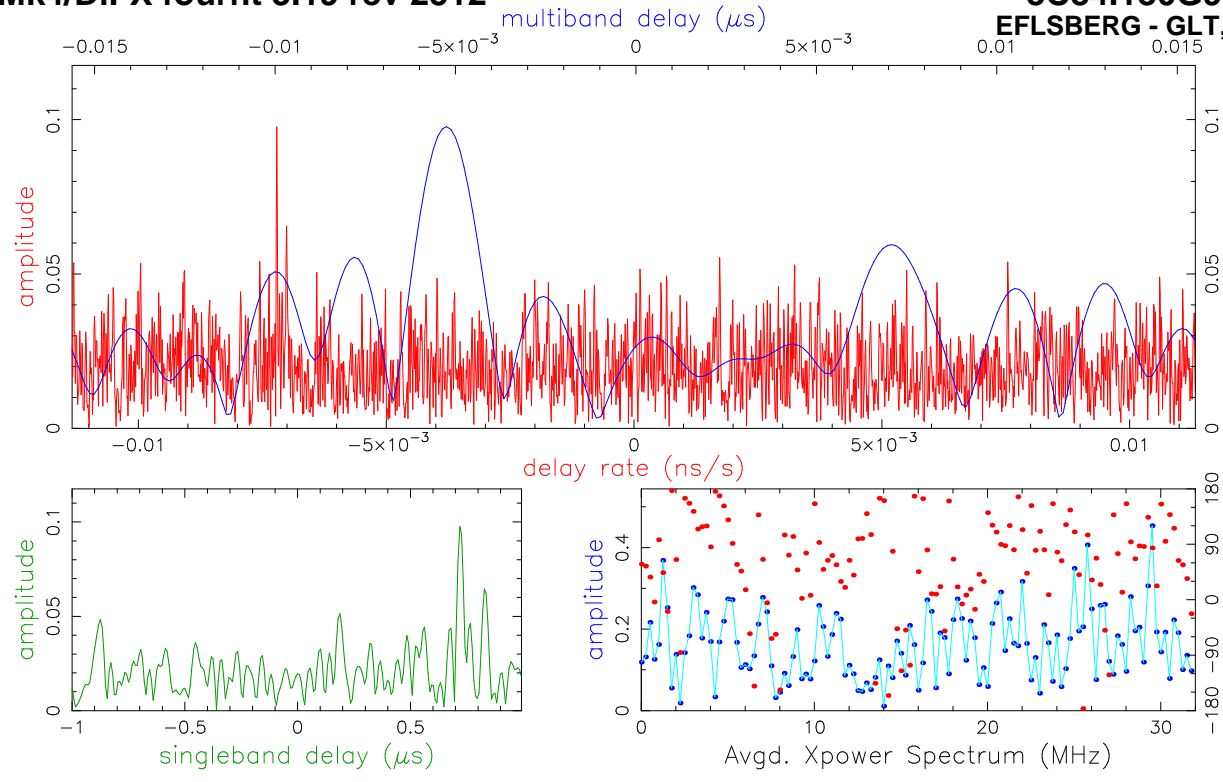 multiband delay (μs)
EFLSBERG - GLT,
−0.015 −0.01 −5×10⁻³ 0 5×10⁻³ 0.01 0.015
amplitude
0 0.05 0.1
0 0.05 0.1
−0.01 −5×10⁻³ 0 5×10⁻³ 0.01
delay rate (ns/s)
amplitude
0 0.05 0.1
−1 −0.5 0 0.5
singleband delay (μs)
amplitude
0 0.2 0.4
−180 −90 0 90 180
0 10 20 30
Avgd. Xpower Spectrum (MHz)